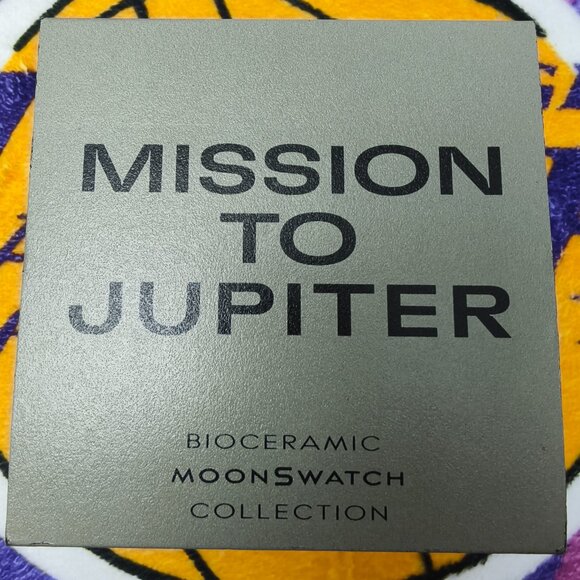 MISSION
TO
JUPITER
BIOCERAMIC
MOONSWATCH
COLLECTION